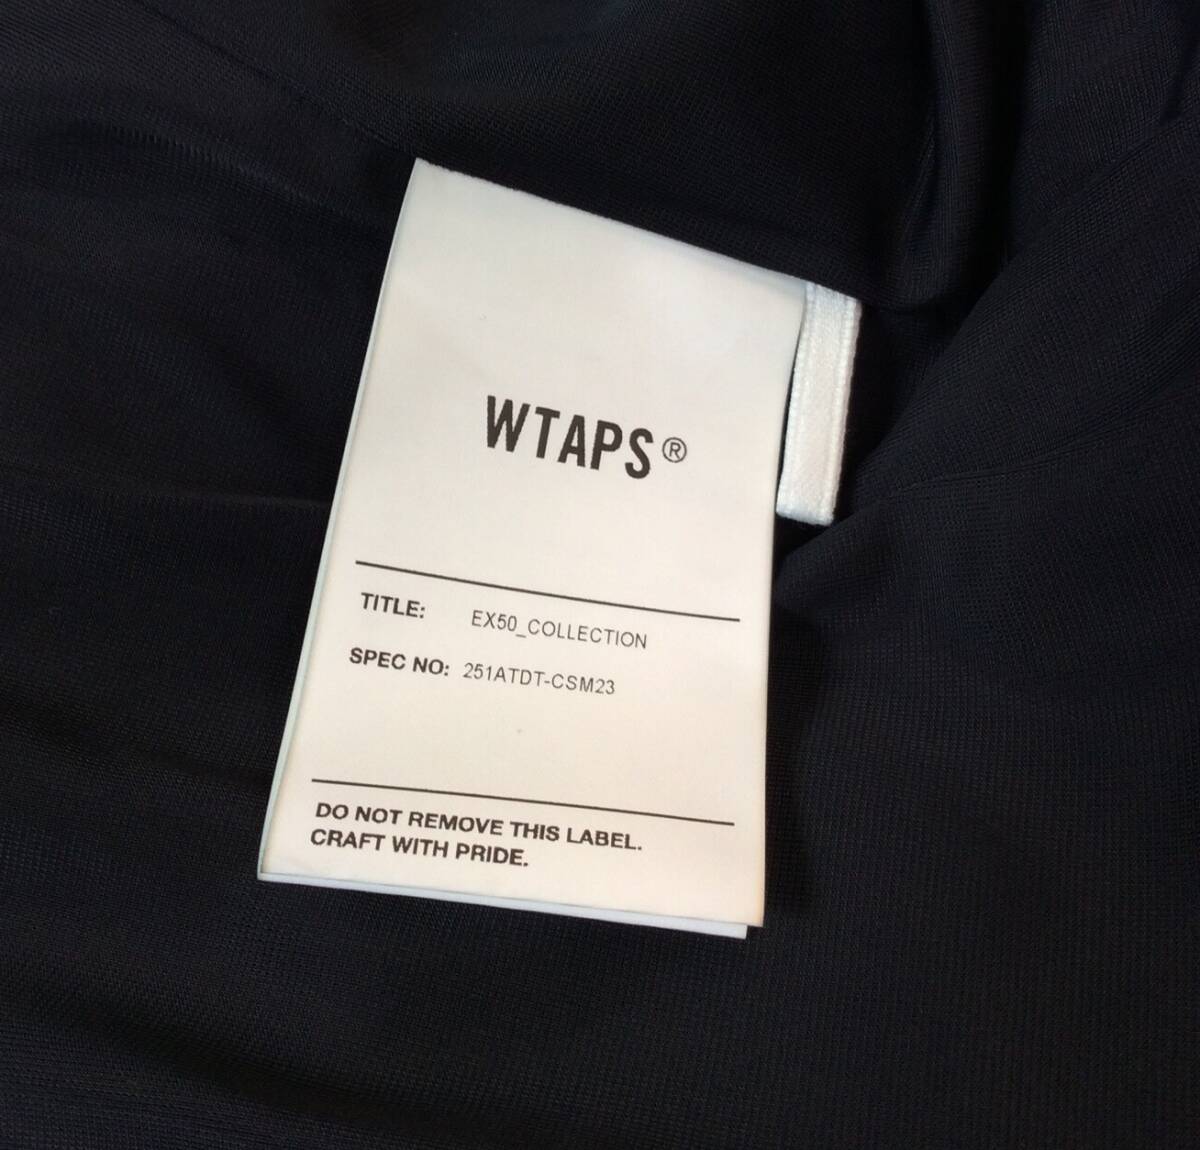 WTAPS®
TITLE: EX50_COLLECTION
SPEC NO: 251ATDT-CSM23
DO NOT REMOVE THIS LABEL.
CRAFT WITH PRIDE.